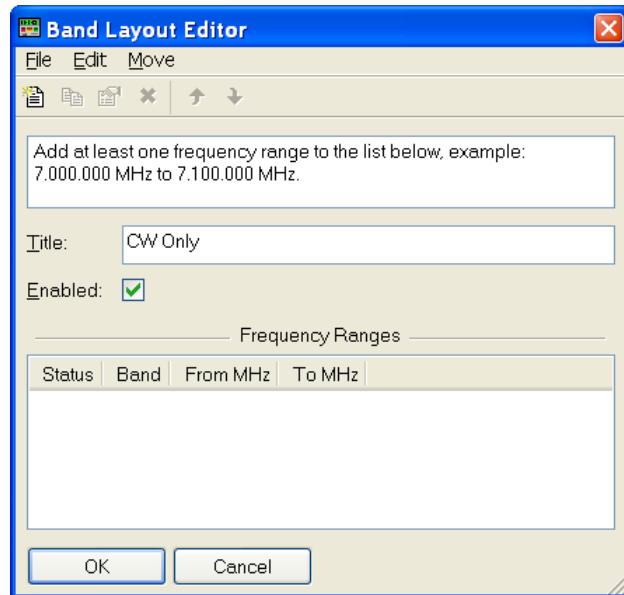 Band Layout Editor
File Edit Move
Add at least one frequency range to the list below, example:
7.000.000 MHz to 7.100.000 MHz.
Title: CW Only
Enabled:
Frequency Ranges
Status Band From MHz To MHz
OK Cancel